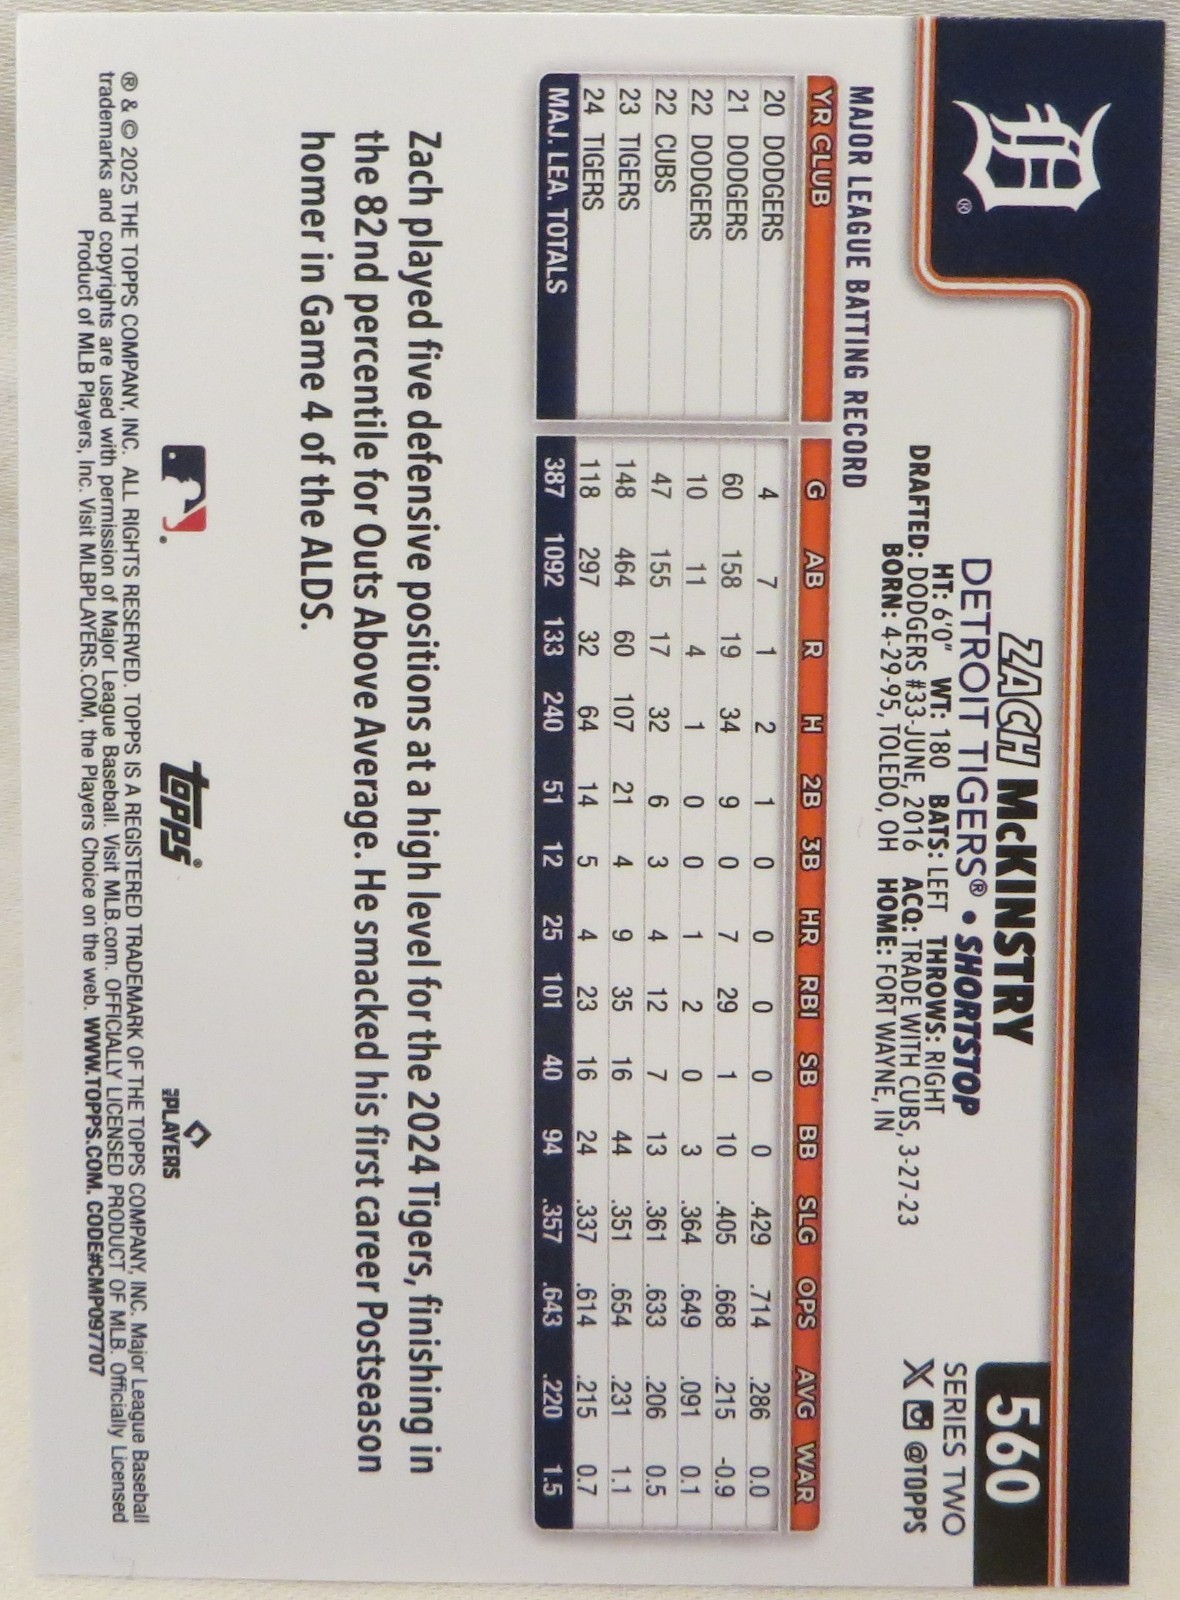 D ®
560
ZACH McKINSTRY
DETROIT TIGERS® • SHORTSTOP
SERIES TWO
HT: 6'0" WT: 180 BATS: LEFT THROWS: RIGHT
X @TOPPS
DRAFTED: DODGERS #33-JUNE, 2016 ACQ: TRADE WITH CUBS, 3-27-23
BORN: 4-29-95, TOLEDO, OH HOME: FORT WAYNE, IN
MAJOR LEAGUE BATTING RECORD
YR CLUB G AB R H 2B 3B HR RBI SB BB SLG OPS AVG WAR
20 DODGERS 4 7 1 2 1 0 0 0 0 0 .429 .714 .286 0.0
21 DODGERS 60 158 19 34 9 0 7 29 1 10 .405 .668 .215 -0.9
22 DODGERS 10 11 4 1 0 0 1 2 0 3 .364 .649 .091 0.1
22 CUBS 47 155 17 32 6 3 4 12 7 13 .361 .633 .206 0.5
23 TIGERS 148 464 60 107 21 4 9 35 16 44 .351 .654 .231 1.1
24 TIGERS 118 297 32 64 14 5 4 23 16 24 .337 .614 .215 0.7
MAJ. LEA. TOTALS 387 1092 133 240 51 12 25 101 40 94 .357 .643 .220 1.5
Zach played five defensive positions at a high level for the 2024 Tigers, finishing in
the 82nd percentile for Outs Above Average. He smacked his first career Postseason
homer in Game 4 of the ALDS.
topps®
PLAYERS
® & © 2025 THE TOPPS COMPANY, INC. ALL RIGHTS RESERVED. TOPPS IS A REGISTERED TRADEMARK OF THE TOPPS COMPANY, INC. Major League Baseball
trademarks and copyrights are used with permission of Major League Baseball. Visit MLB.com. OFFICIALLY LICENSED PRODUCT OF MLB. Officially Licensed
Product of MLB Players, Inc. Visit MLBPLAYERS.COM, the Players Choice on the web. WWW.TOPPS.COM. CODE#CMP097707